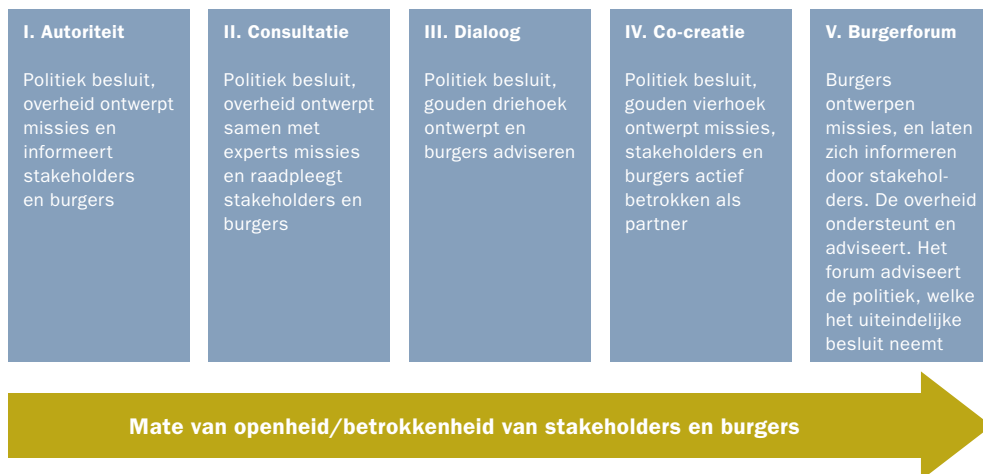 I. Autoriteit
Politiek besluit,
overheid ontwerpt
missies en
informeert
stakeholders
en burgers
II. Consultatie
Politiek besluit,
overheid ontwerpt
samen met
experts missies
en raadpleegt
stakeholders en
burgers
III. Dialoog
Politiek besluit,
gouden driehoek
ontwerpt en
burgers adviseren
IV. Co-creatie
Politiek besluit,
gouden vierhoek
ontwerpt missies,
stakeholders en
burgers actief
betrokken als
partner
V. Burgerforum
Burgers
ontwerpen
missies, en laten
zich informeren
door stakehol-
ders. De overheid
ondersteunt en
adviseert. Het
forum adviseert
de politiek, welke
het uiteindelijke
besluit neemt
Mate van openheid/betrokkenheid van stakeholders en burgers